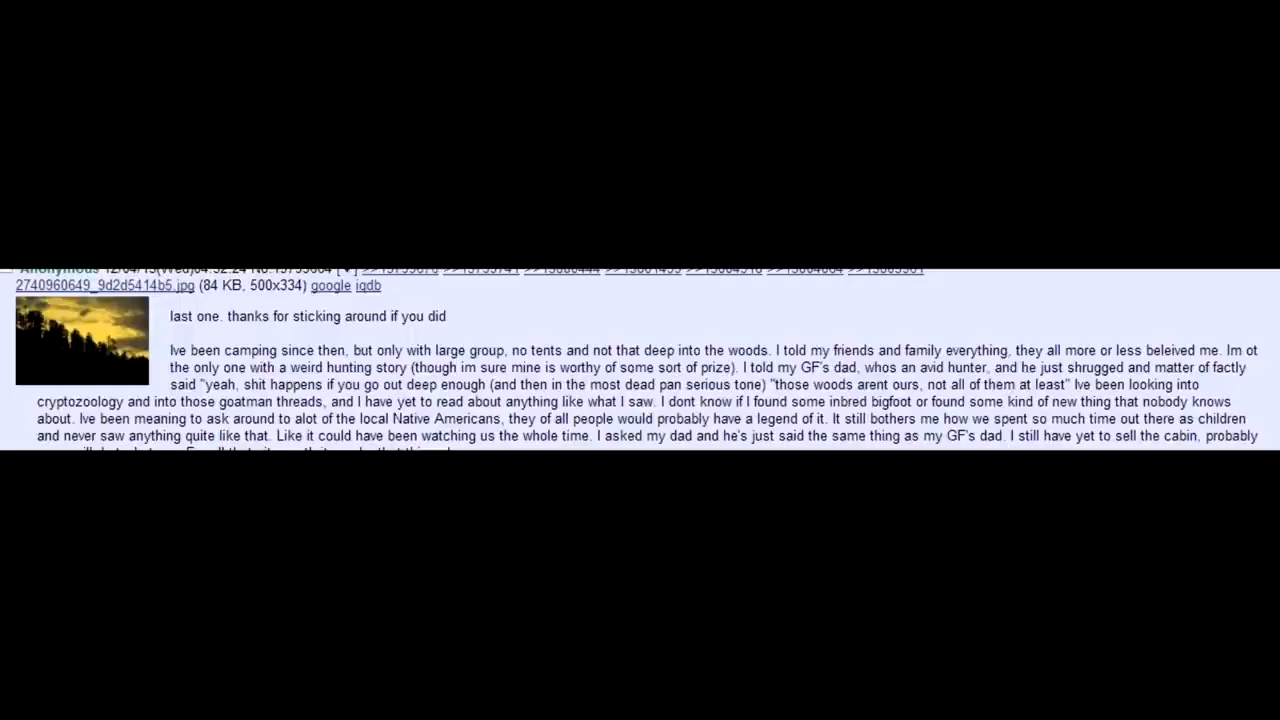 2740960649_9d2d5414b5.jpg (84 KB, 500x334) google iqdb
last one. thanks for sticking around if you did
Ive been camping since then, but only with large group, no tents and not that deep into the woods. I told my friends and family everything, they all more or less beleived me. Im ot
the only one with a weird hunting story (though im sure mine is worthy of some sort of prize). I told my GF's dad, whos an avid hunter, and he just shrugged and matter of factly
said "yeah, shit happens if you go out deep enough (and then in the most dead pan serious tone) "those woods arent ours, not all of them at least" Ive been looking into
cryptozoology and into those goatman threads, and I have yet to read about anything like what I saw. I dont know if I found some inbred bigfoot or found some kind of new thing that nobody knows
about. Ive been meaning to ask around to alot of the local Native Americans, they of all people would probably have a legend of it. It still bothers me how we spent so much time out there as children
and never saw anything quite like that. Like it could have been watching us the whole time. I asked my dad and he's just said the same thing as my GF's dad. I still have yet to sell the cabin, probably